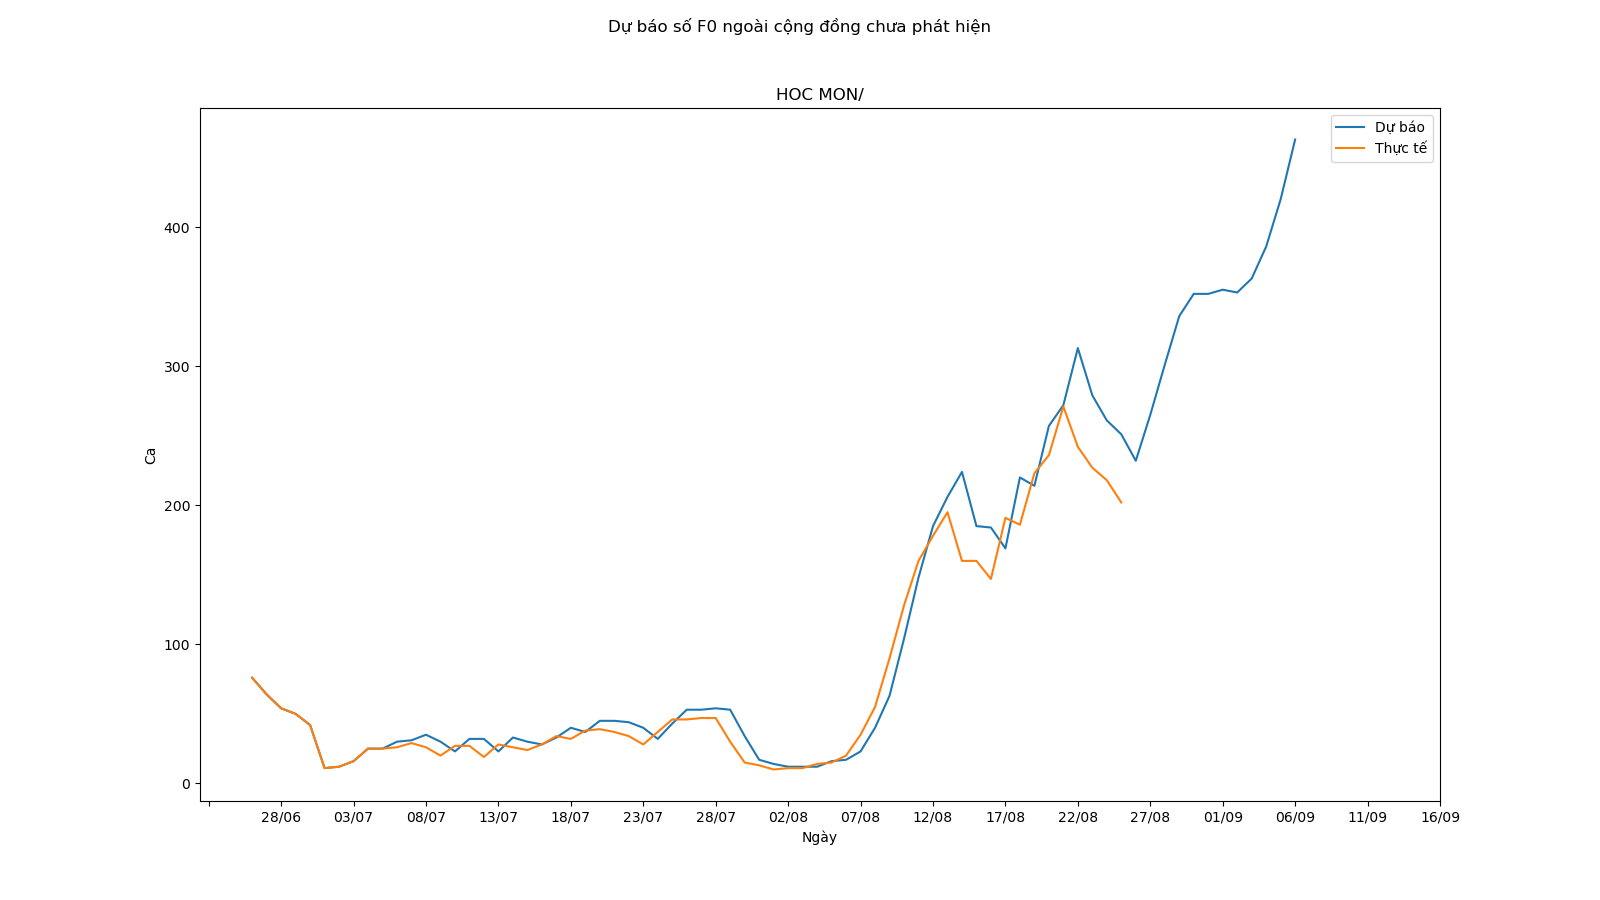 Dự báo số F0 ngoài cộng đồng chưa phát hiện
HOC MON/
Dự báo
Thực tế
400
300
200
100
0
Ca
28/06 03/07 08/07 13/07 18/07 23/07 28/07 02/08 07/08 12/08 17/08 22/08 27/08 01/09 06/09 11/09 16/09
Ngày